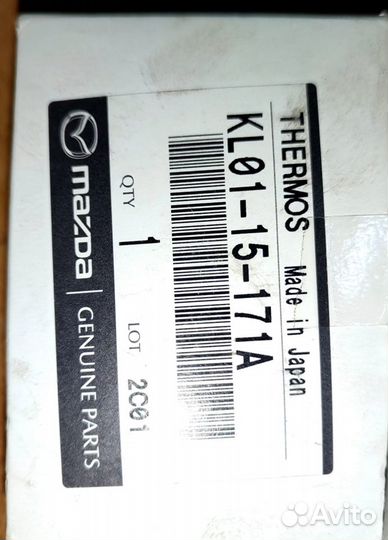 THERMOS Made in Japan
KL01-15-171A
QTY 1 LOT 2C01
mazda GENUINE PARTS
Avito